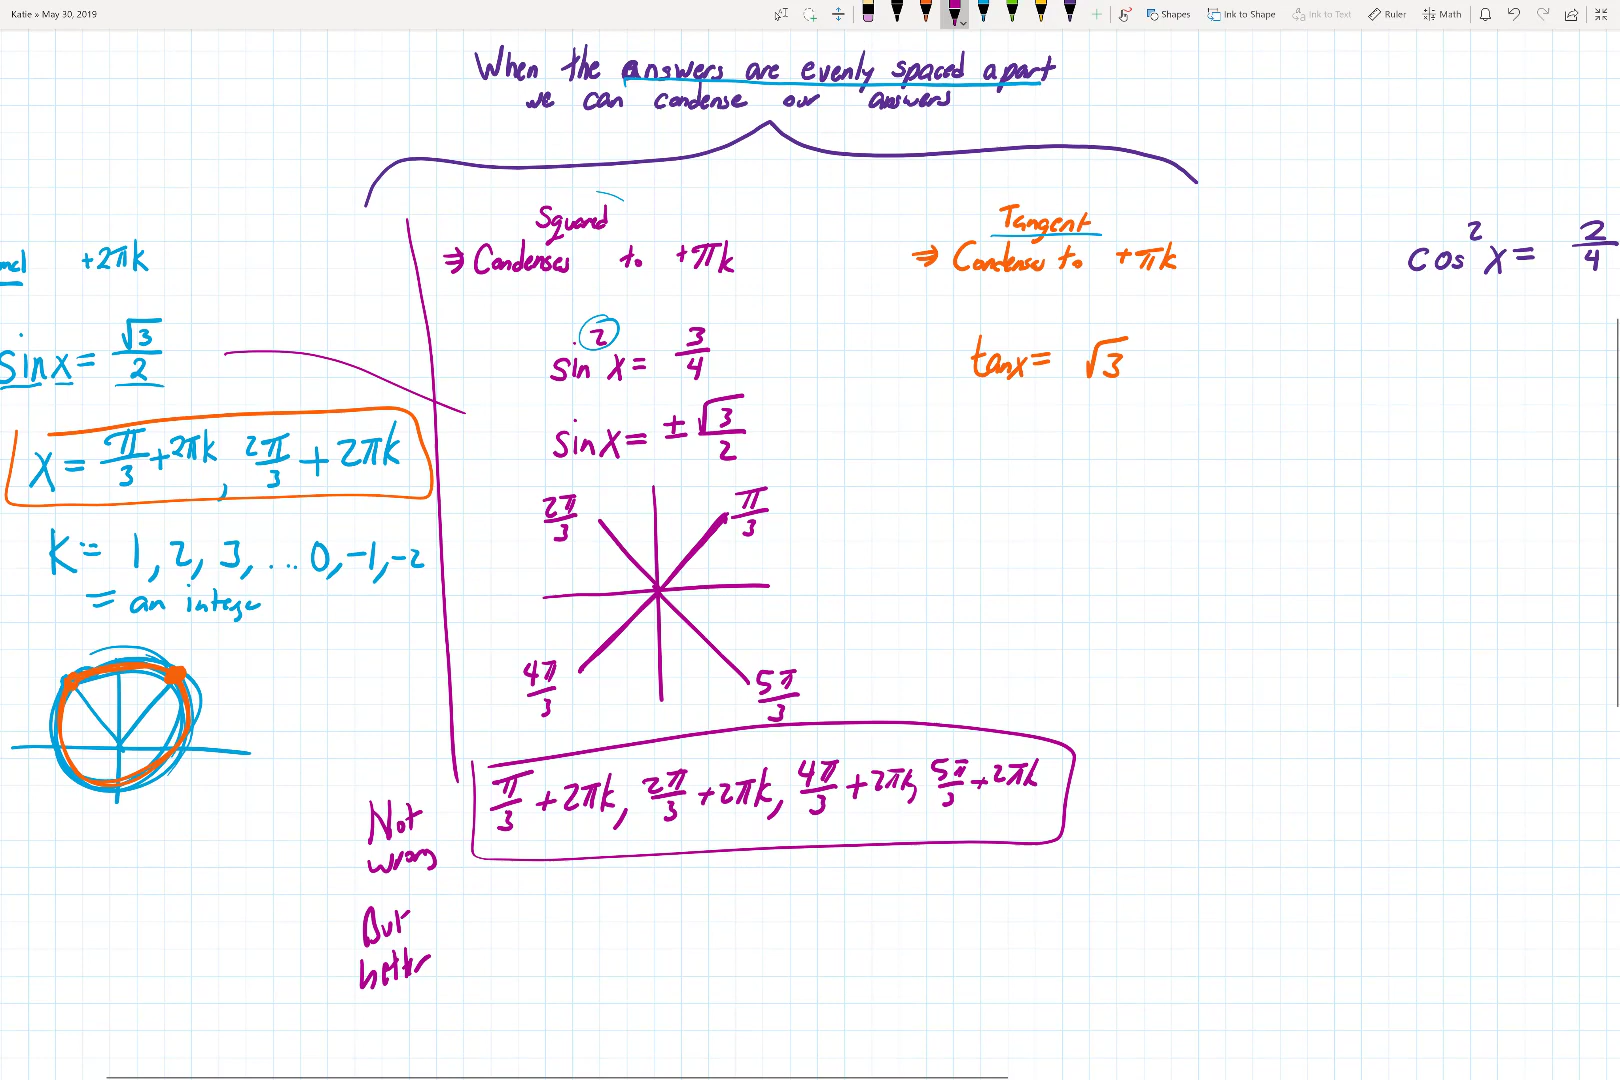 Katie » May 30, 2019
Shapes
Ink to Shape
Ink to Text
Ruler
Math
When the answers are evenly spaced apart
we can condense our answers
+2πk
sin x = √3/2
x = π/3 + 2πk, 2π/3 + 2πk
K = 1, 2, 3, ... 0, -1, -2
= an intege
Squared
⇒ Condenses to +πk
sin² x = 3/4
sin x = ± √3/2
2π/3
π/3
4π/3
5π/3
Not
wrong
π/3 + 2πk, 2π/3 + 2πk, 4π/3 + 2πk, 5π/3 + 2πk
But
better
Tangent
⇒ Condenses to +πk
tan x = √3
cos² x = 2/4